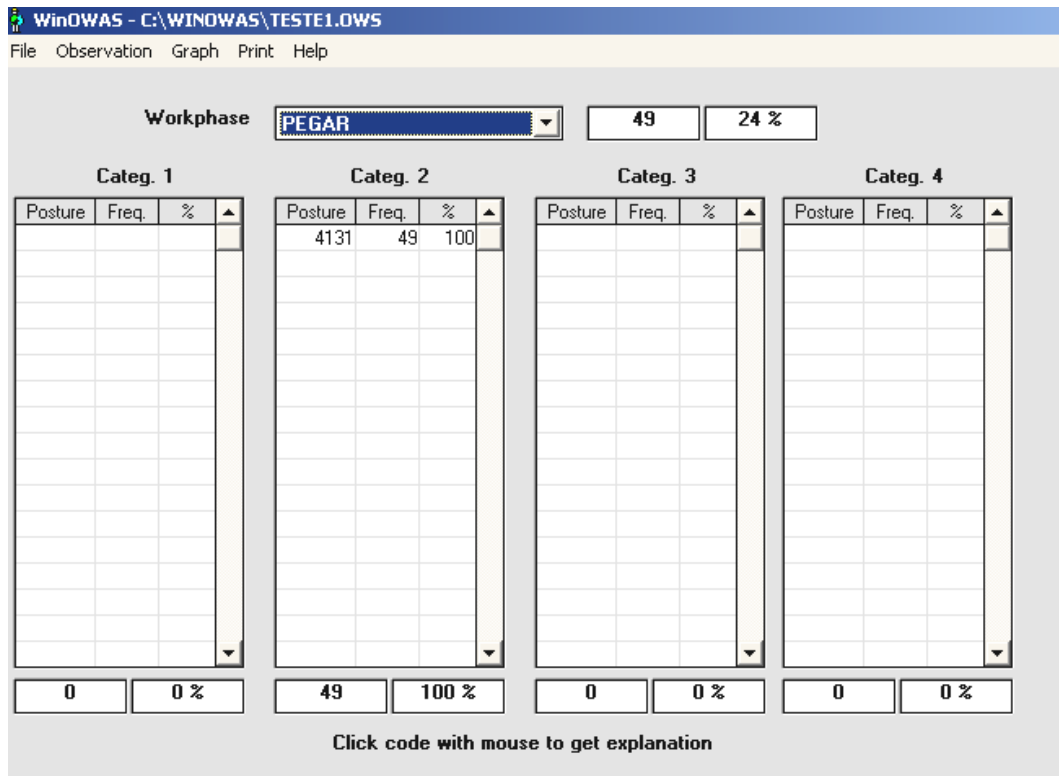 WinOWAS - C:\WINOWAS\TESTE1.OWS
File Observation Graph Print Help
Workphase PEGAR 49 24 %
Categ. 1 Categ. 2 Categ. 3 Categ. 4
Posture Freq. % Posture Freq. % Posture Freq. % Posture Freq. %
4131 49 100
0 0 % 49 100 % 0 0 % 0 0 %
Click code with mouse to get explanation